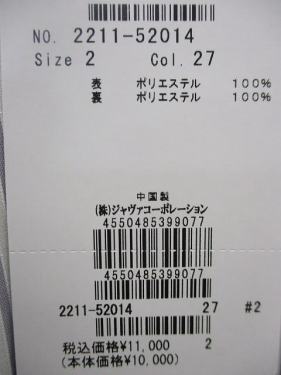 NO. 2211-52014
Size 2 Col. 27
表 ポリエステル 100%
裏 ポリエステル 100%
中国製
(株)ジャヴァコーポレーション
4550485399077
4550485399077
2211-52014 27 #2
税込価格¥11,000 2
(本体価格¥10,000)